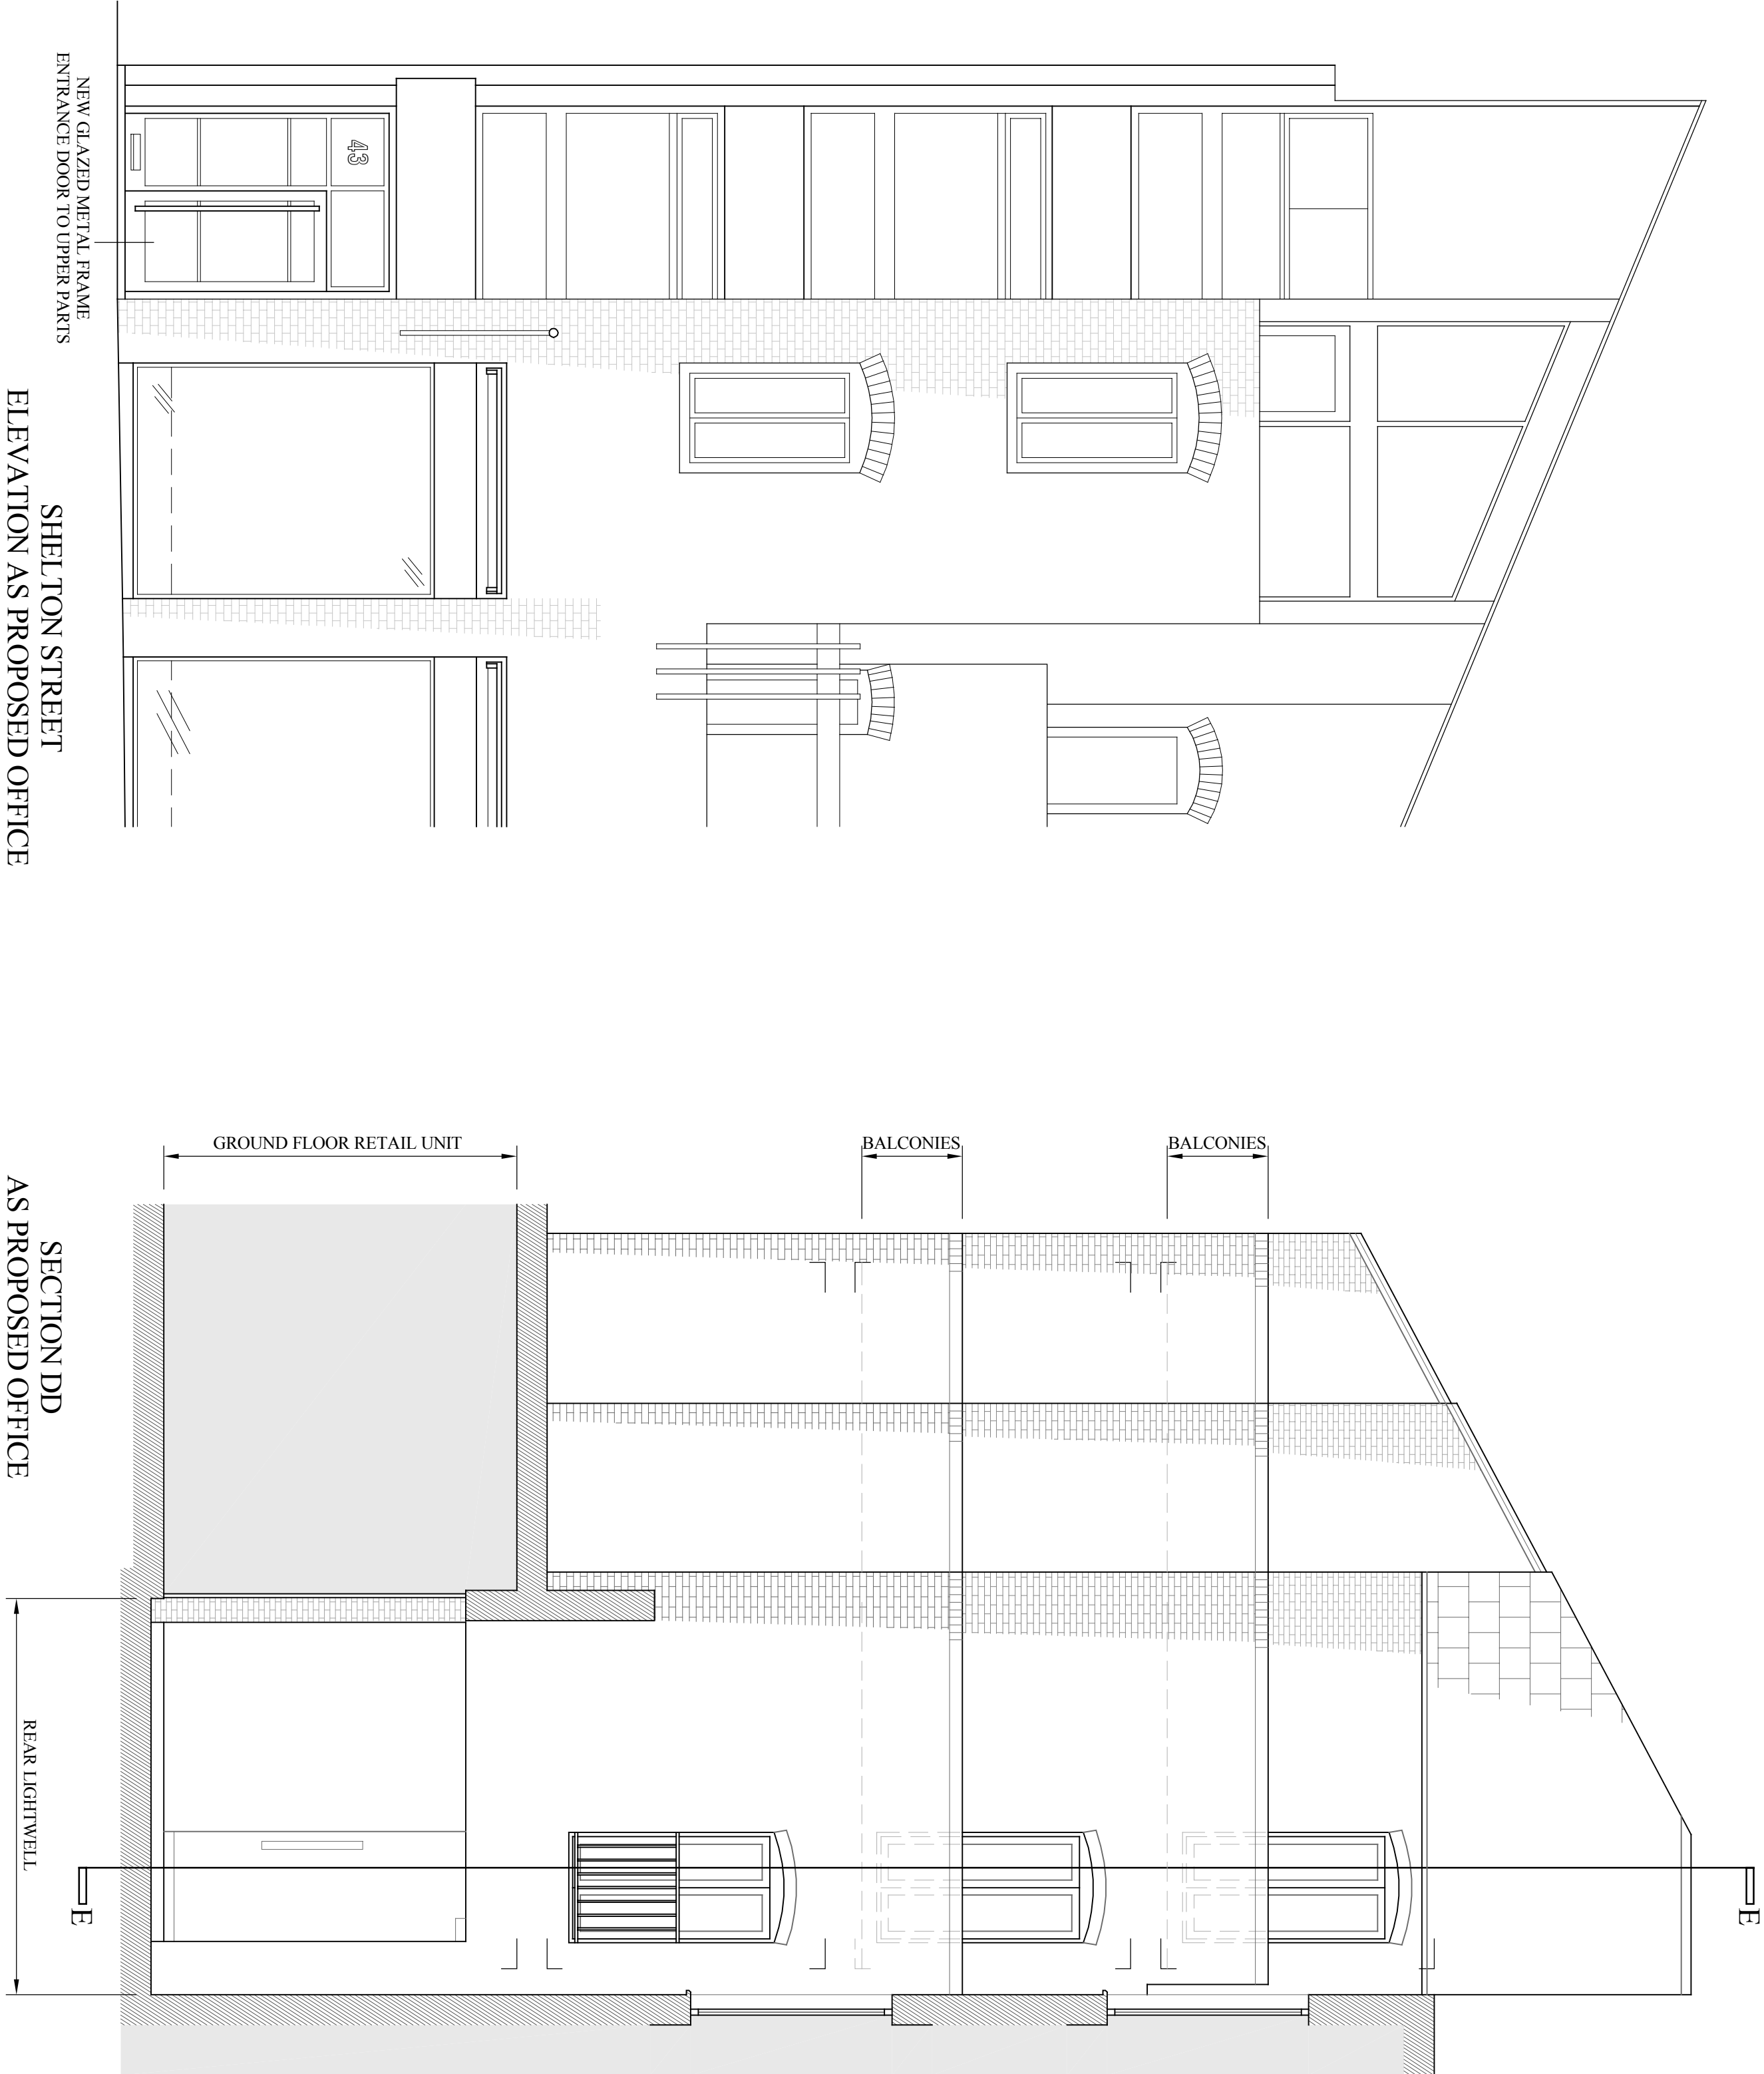 43
NEW GLAZED METAL FRAME
ENTRANCE DOOR TO UPPER PARTS
SHELTON STREET
ELEVATION AS PROPOSED OFFICE
GROUND FLOOR RETAIL UNIT
BALCONIES
BALCONIES
REAR LIGHTWELL
E
E
SECTION DD
AS PROPOSED OFFICE